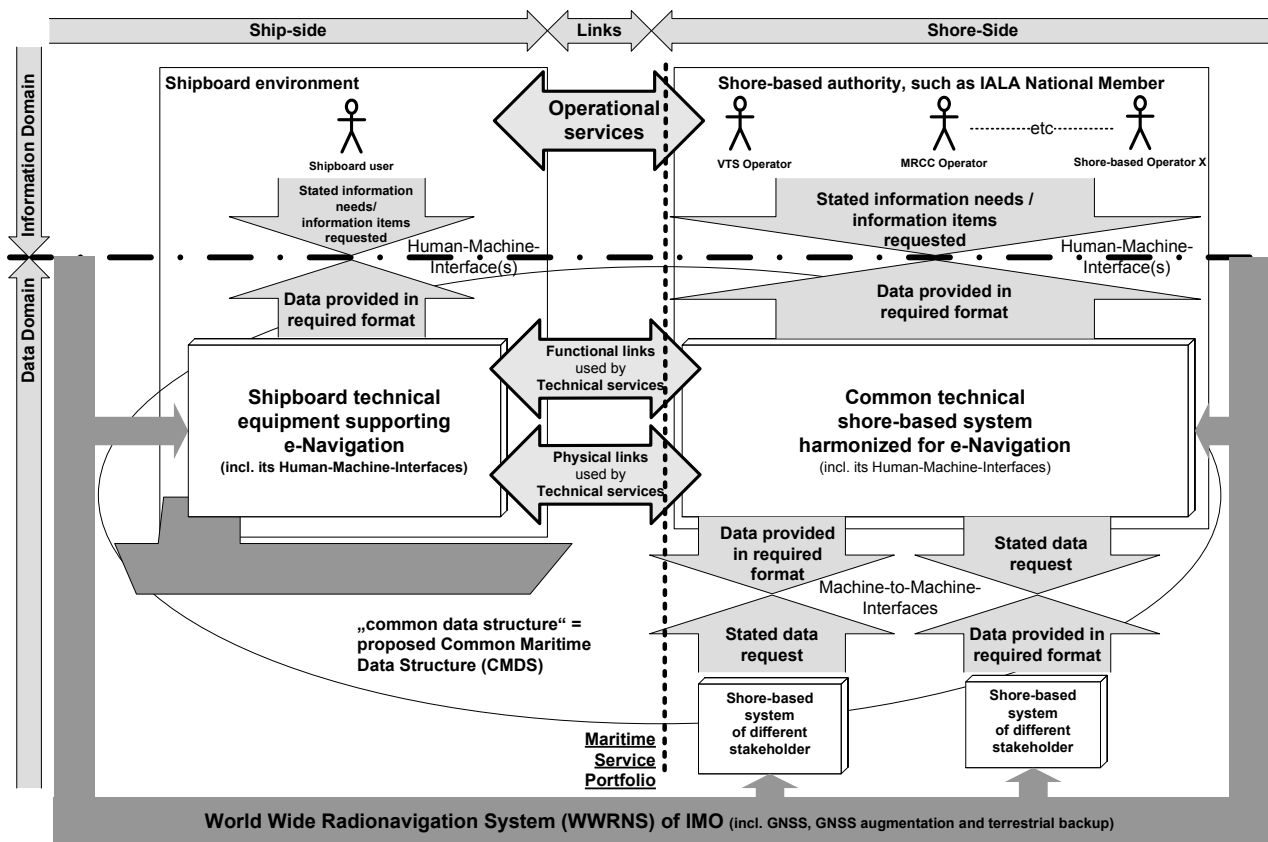 Ship-side
Links
Shore-Side
Information Domain
Data Domain
Shipboard environment
Shipboard user
Stated information
needs/
information items
requested
Human-Machine-
Interface(s)
Data provided in
required format
Shipboard technical
equipment supporting
e-Navigation
(incl. its Human-Machine-Interfaces)
Operational
services
Functional links
used by
Technical services
Physical links
used by
Technical services
Shore-based authority, such as IALA National Member
VTS Operator
MRCC Operator
etc
Shore-based Operator X
Stated information needs /
information items
requested
Human-Machine-
Interface(s)
Data provided in
required format
Common technical
shore-based system
harmonized for e-Navigation
(incl. its Human-Machine-Interfaces)
Data provided
in required
format
Stated data
request
Machine-to-Machine-
Interfaces
Stated data
request
Data provided in
required format
„common data structure“ =
proposed Common Maritime
Data Structure (CMDS)
Shore-based
system
of different
stakeholder
Shore-based
system
of different
stakeholder
Maritime
Service
Portfolio
World Wide Radionavigation System (WWRNS) of IMO (incl. GNSS, GNSS augmentation and terrestrial backup)